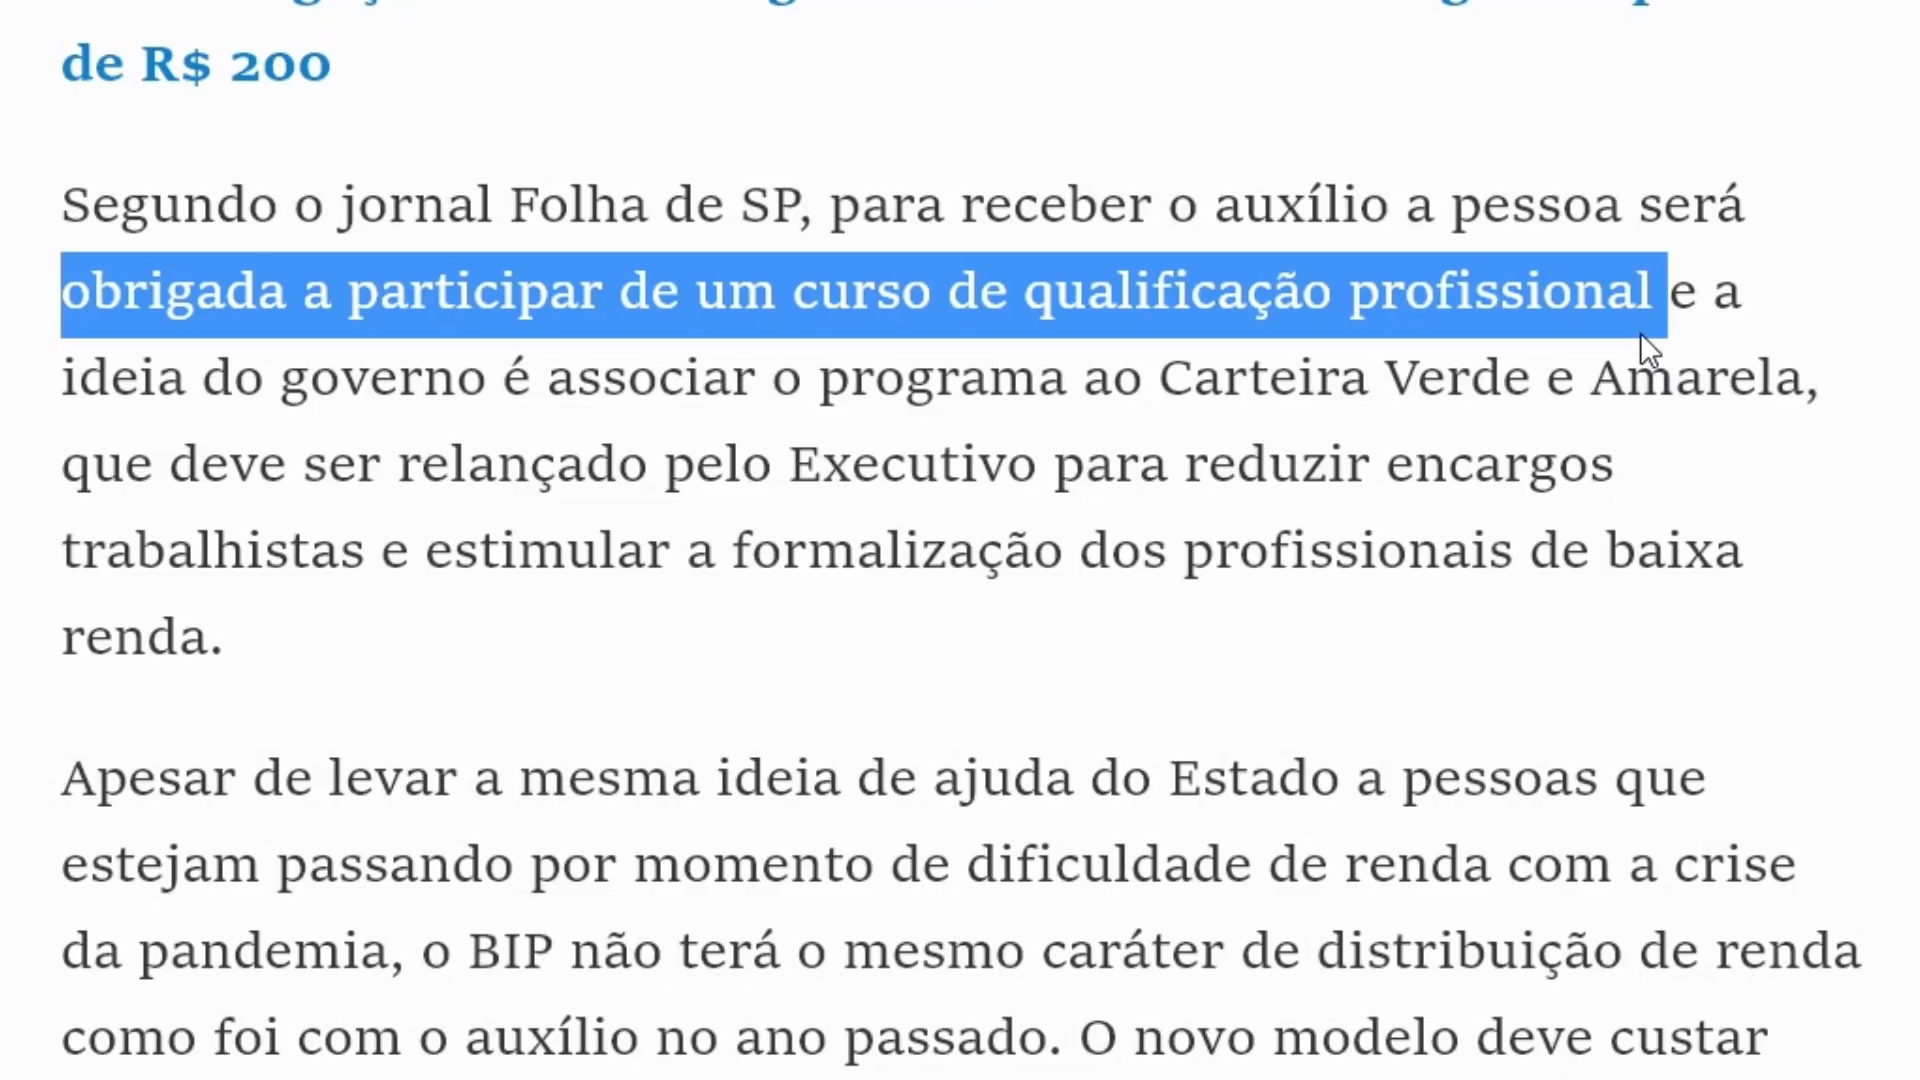 de R$ 200
Segundo o jornal Folha de SP, para receber o auxílio a pessoa será
obrigada a participar de um curso de qualificação profissional e a
ideia do governo é associar o programa ao Carteira Verde e Amarela,
que deve ser relançado pelo Executivo para reduzir encargos
trabalhistas e estimular a formalização dos profissionais de baixa
renda.
Apesar de levar a mesma ideia de ajuda do Estado a pessoas que
estejam passando por momento de dificuldade de renda com a crise
da pandemia, o BIP não terá o mesmo caráter de distribuição de renda
como foi com o auxílio no ano passado. O novo modelo deve custar